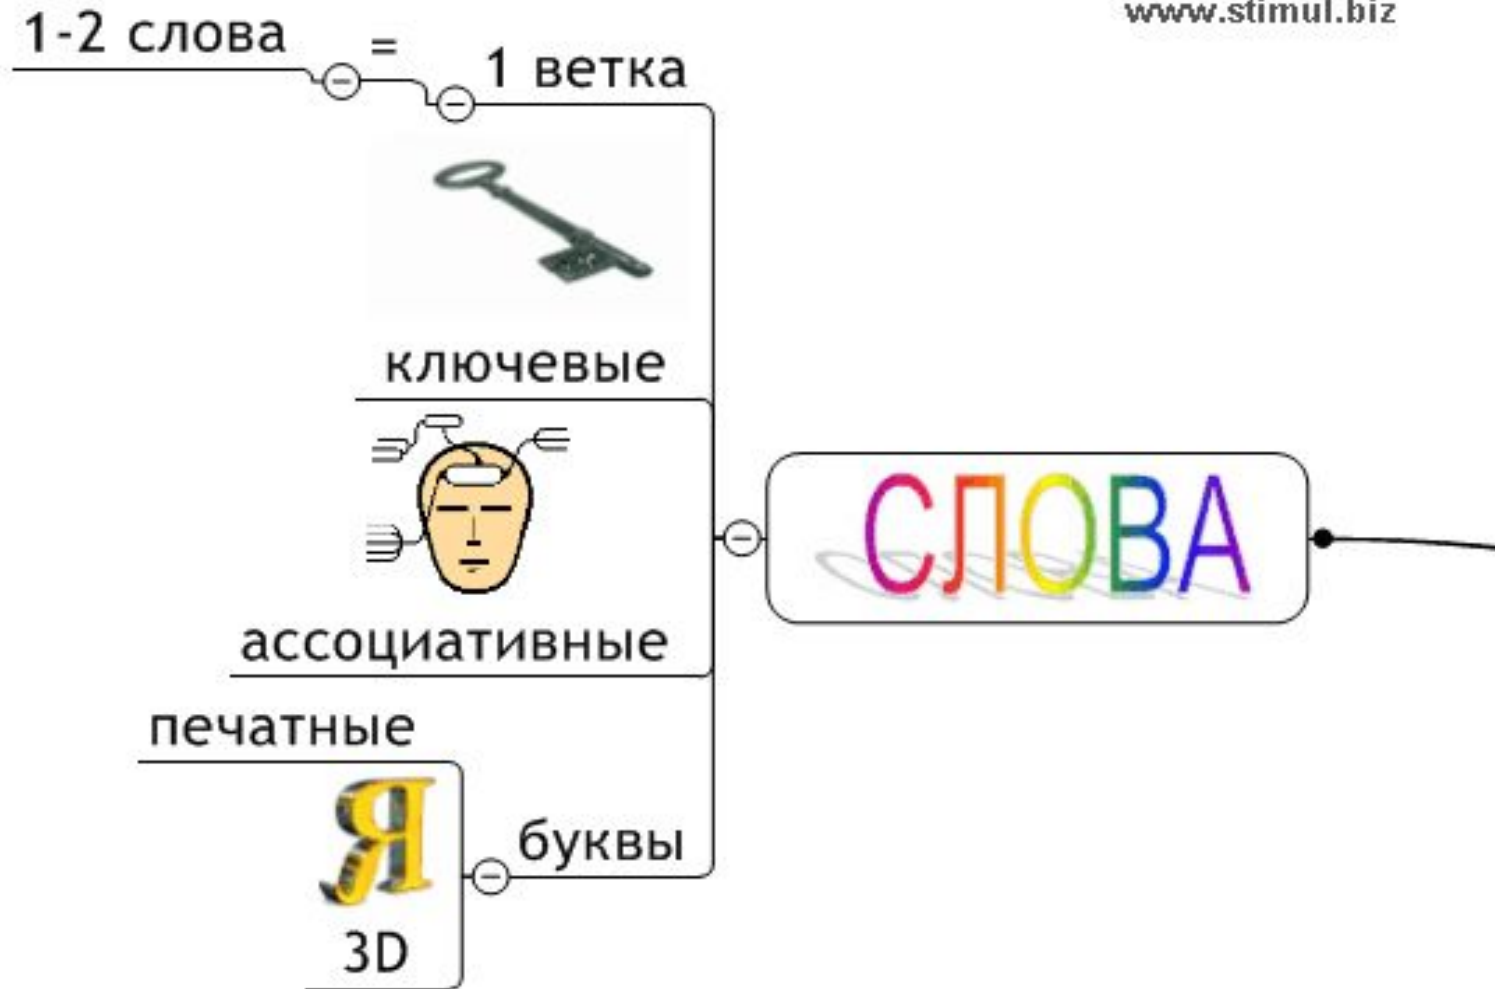 www.stimul.biz
1-2 слова
=
1 ветка
ключевые
СЛОВА
ассоциативные
печатные
Я
буквы
3D